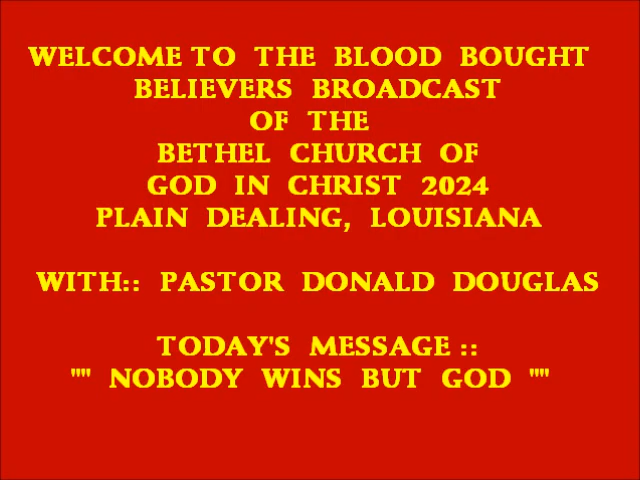 WELCOME TO THE BLOOD BOUGHT
BELIEVERS BROADCAST
OF THE
BETHEL CHURCH OF
GOD IN CHRIST 2024
PLAIN DEALING, LOUISIANA
WITH:: PASTOR DONALD DOUGLAS
TODAY'S MESSAGE ::
"" NOBODY WINS BUT GOD ""